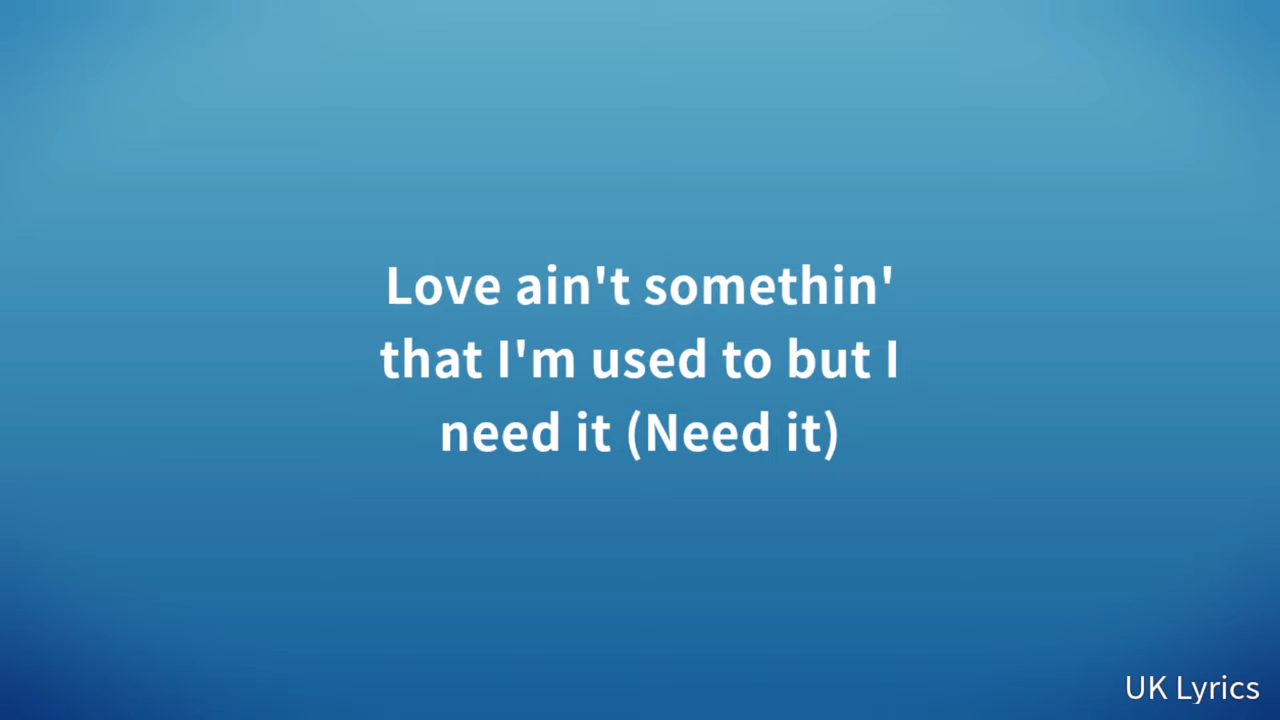 Love ain't somethin'
that I'm used to but I
need it (Need it)
UK Lyrics